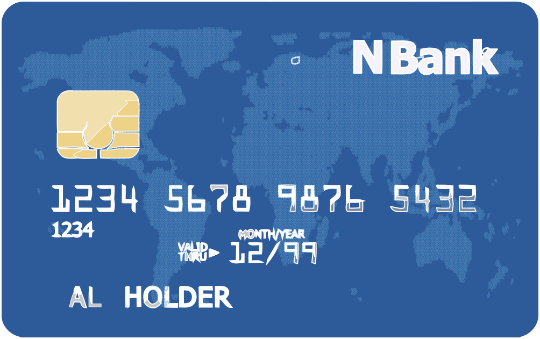 N Bank
1234 5678 9876 5432
1234
MONTH/YEAR
VALID THRU 12/99
AL HOLDER